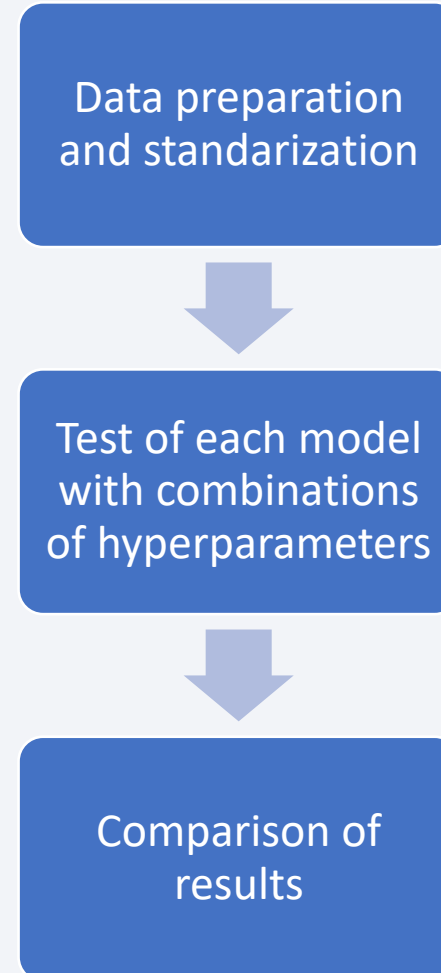 Data preparation
and standarization
Test of each model
with combinations
of hyperparameters
Comparison of
results